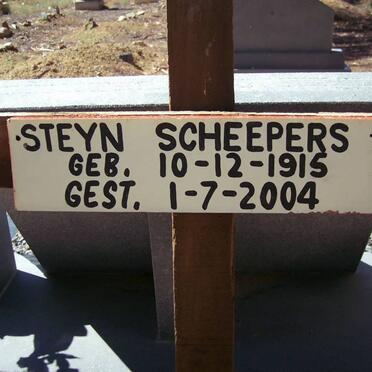 STEYN SCHEEPERS
GEB. 10-12-1915
GEST. 1-7-2004